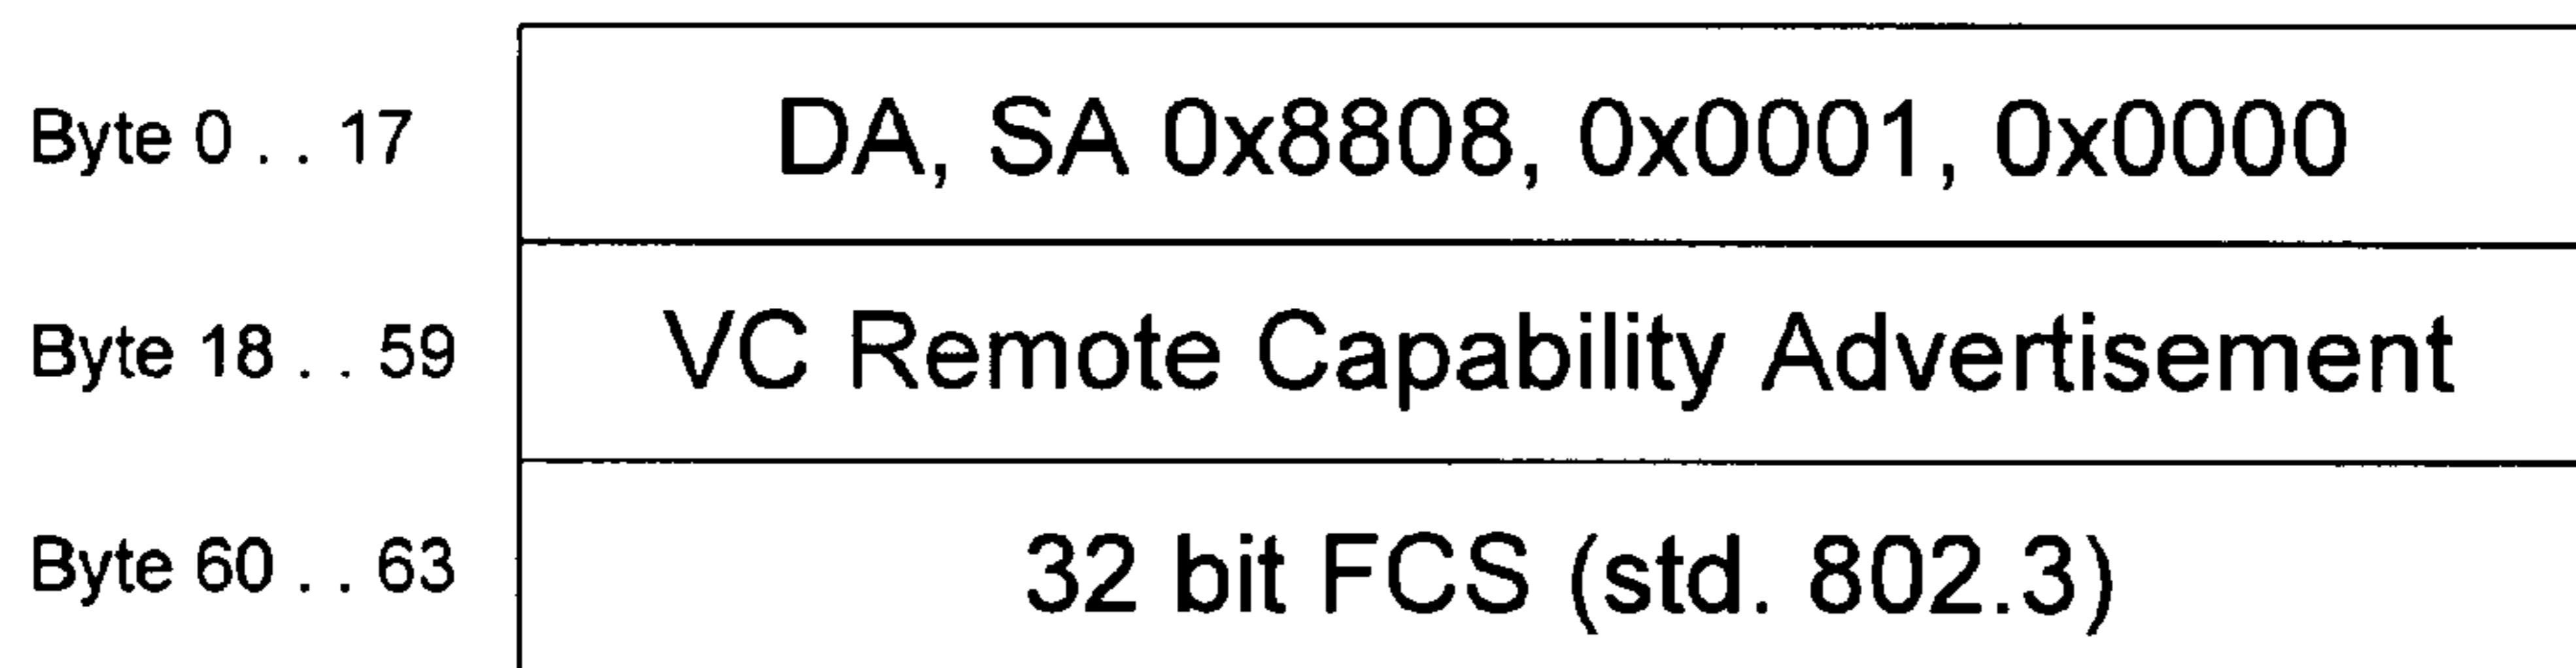 Byte 0 . . 17 DA, SA 0x8808, 0x0001, 0x0000
Byte 18 . . 59 VC Remote Capability Advertisement
Byte 60 . . 63 32 bit FCS (std. 802.3)